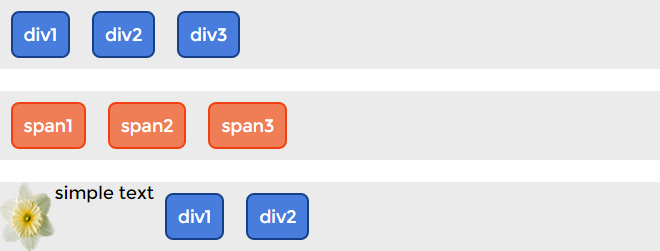 div1 div2 div3
span1 span2 span3
simple text div1 div2